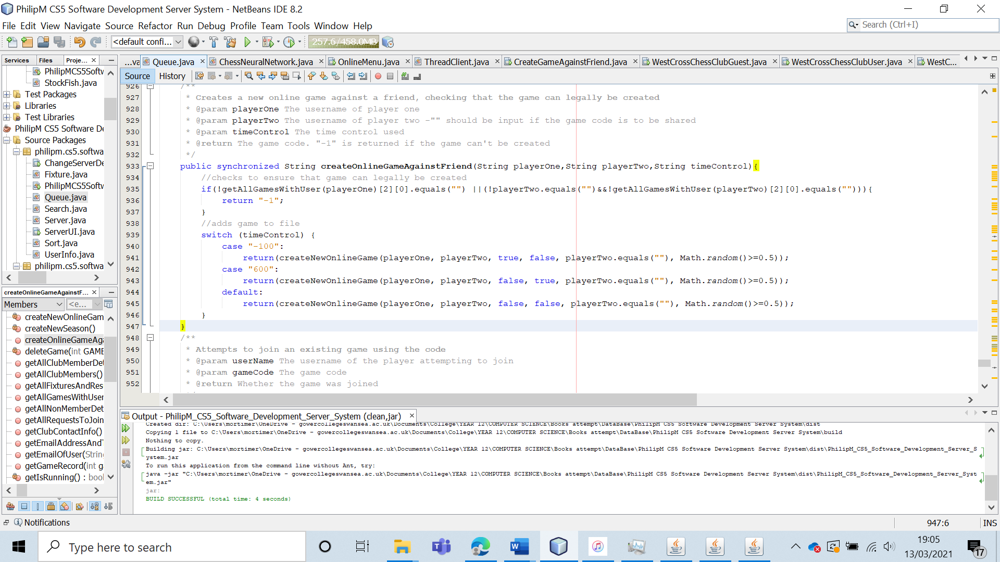 PhilipM CS5 Software Development Server System - NetBeans IDE 8.2
File Edit View Navigate Source Refactor Run Debug Profile Team Tools Window Help
Search (Ctrl+I)
<default confi...
257.6/458.0MB
Services Files Proje...
...va Queue.java ChessNeuralNetwork.java OnlineMenu.java ThreadClient.java CreateGameAgainstFriend.java WestCrossChessClubGuest.java WestCrossChessClubUser.java WestC...
Source History
PhilipMCS5Softw
StockFish.java
Test Packages
Libraries
Test Libraries
PhilipM CS5 Software De
Source Packages
philipm.cs5.softwa
ChangeServerDe
Fixture.java
PhilipMCS5Softw
Queue.java
Search.java
Server.java
ServerUI.java
Sort.java
UserInfo.java
philipm.cs5.softwa
createOnlineGameAgainstF...
Members <e...
createNewOnlineGam
createNewSeason()
createOnlineGameAga
deleteGame(int GAME
getAllClubMemberDet
getAllClubMembers()
getAllFixturesAndRes
getAllGamesWithUser
getAllNonMemberDet
getAllRequestsToJoin
getClubContactInfo()
getEmailAddressAndT
getEmailOfUser(String
getGameRecord(int g
getIsRunning() : bool
926 /**
927 * Creates a new online game against a friend, checking that the game can legally be created
928 * @param playerOne The username of player one
929 * @param playerTwo The username of player two -"" should be input if the game code is to be shared
930 * @param timeControl The time control used
931 * @return The game code. "-1" is returned if the game can't be created
932 */
933 public synchronized String createOnlineGameAgainstFriend(String playerOne,String playerTwo,String timeControl){
934 //checks to ensure that game can legally be created
935 if(!getAllGamesWithUser(playerOne)[2][0].equals("") ||(!playerTwo.equals("")&&!getAllGamesWithUser(playerTwo)[2][0].equals(""))){
936 return "-1";
937 }
938 //adds game to file
939 switch (timeControl) {
940 case "-100":
941 return(createNewOnlineGame(playerOne, playerTwo, true, false, playerTwo.equals(""), Math.random()>=0.5));
942 case "600":
943 return(createNewOnlineGame(playerOne, playerTwo, false, true, playerTwo.equals(""), Math.random()>=0.5));
944 default:
945 return(createNewOnlineGame(playerOne, playerTwo, false, false, playerTwo.equals(""), Math.random()>=0.5));
946 }
947 }
948 /**
949 * Attempts to join an existing game using the code
950 * @param userName The username of the player attempting to join
951 * @param gameCode The game code
952 * @return Whether the game was joined
Output - PhilipM_CS5_Software_Development_Server_System (clean,jar)
Created dir: C:\Users\mortimer\OneDrive - gowercollegeswansea.ac.uk\Documents\College\YEAR 12\COMPUTER SCIENCE\Books attempt\DataBase\PhilipM CS5 Software Development Server System\dist
Copying 1 file to C:\Users\mortimer\OneDrive - gowercollegeswansea.ac.uk\Documents\College\YEAR 12\COMPUTER SCIENCE\Books attempt\DataBase\PhilipM CS5 Software Development Server System\build
Nothing to copy.
Building jar: C:\Users\mortimer\OneDrive - gowercollegeswansea.ac.uk\Documents\College\YEAR 12\COMPUTER SCIENCE\Books attempt\DataBase\PhilipM CS5 Software Development Server System\dist\PhilipM_CS5_Software_Development_Server_S
ystem.jar
To run this application from the command line without Ant, try:
java -jar "C:\Users\mortimer\OneDrive - gowercollegeswansea.ac.uk\Documents\College\YEAR 12\COMPUTER SCIENCE\Books attempt\DataBase\PhilipM CS5 Software Development Server System\dist\PhilipM_CS5_Software_Development_Server_Syst
em.jar"
jar:
BUILD SUCCESSFUL (total time: 4 seconds)
Notifications
947:6 INS
Type here to search
19:05
13/03/2021
17